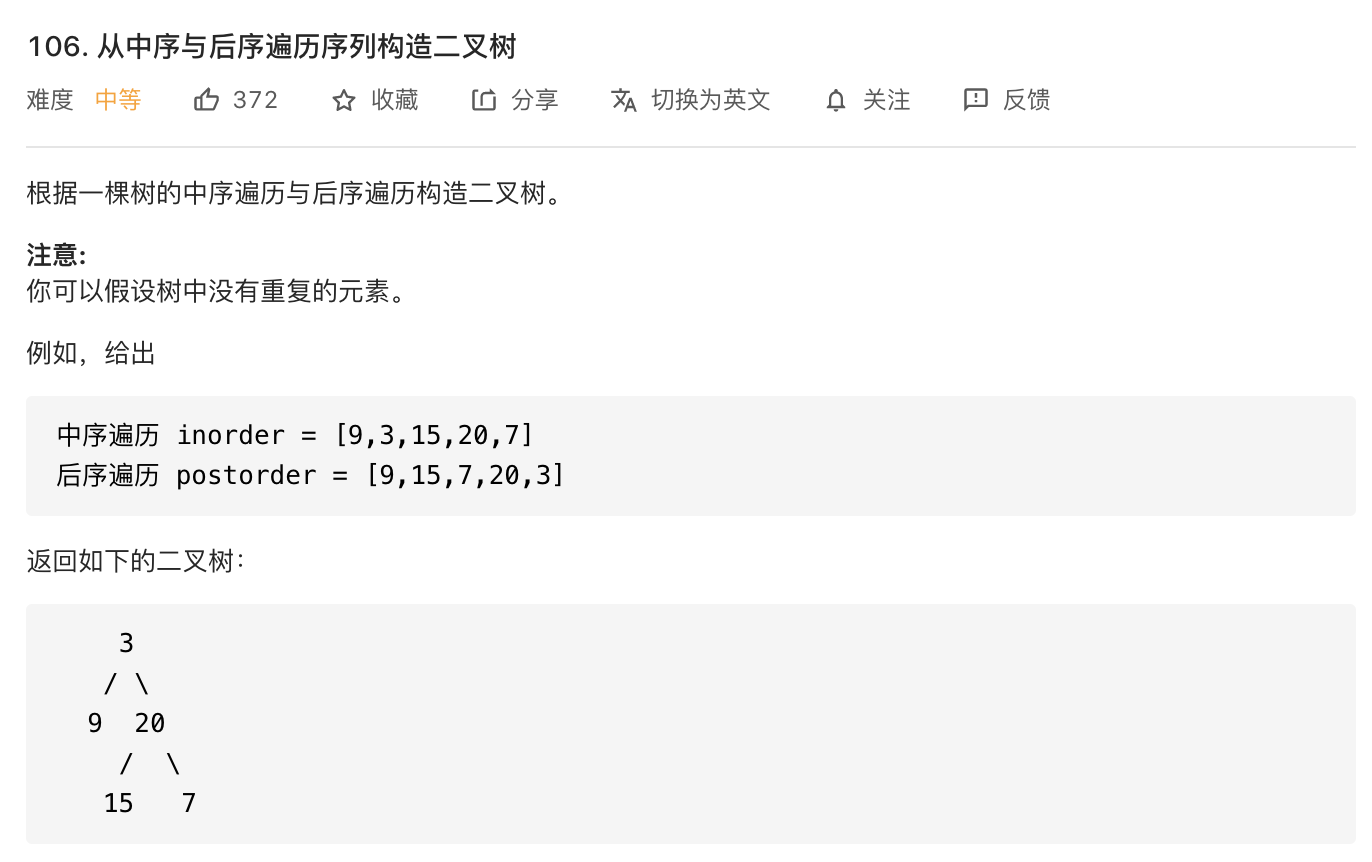 106. 从中序与后序遍历序列构造二叉树
难度 中等 372 收藏 分享 切换为英文 关注 反馈
根据一棵树的中序遍历与后序遍历构造二叉树。
注意:
你可以假设树中没有重复的元素。
例如，给出
中序遍历 inorder = [9,3,15,20,7]
后序遍历 postorder = [9,15,7,20,3]
返回如下的二叉树：
3
/ \
9 20
/ \
15 7